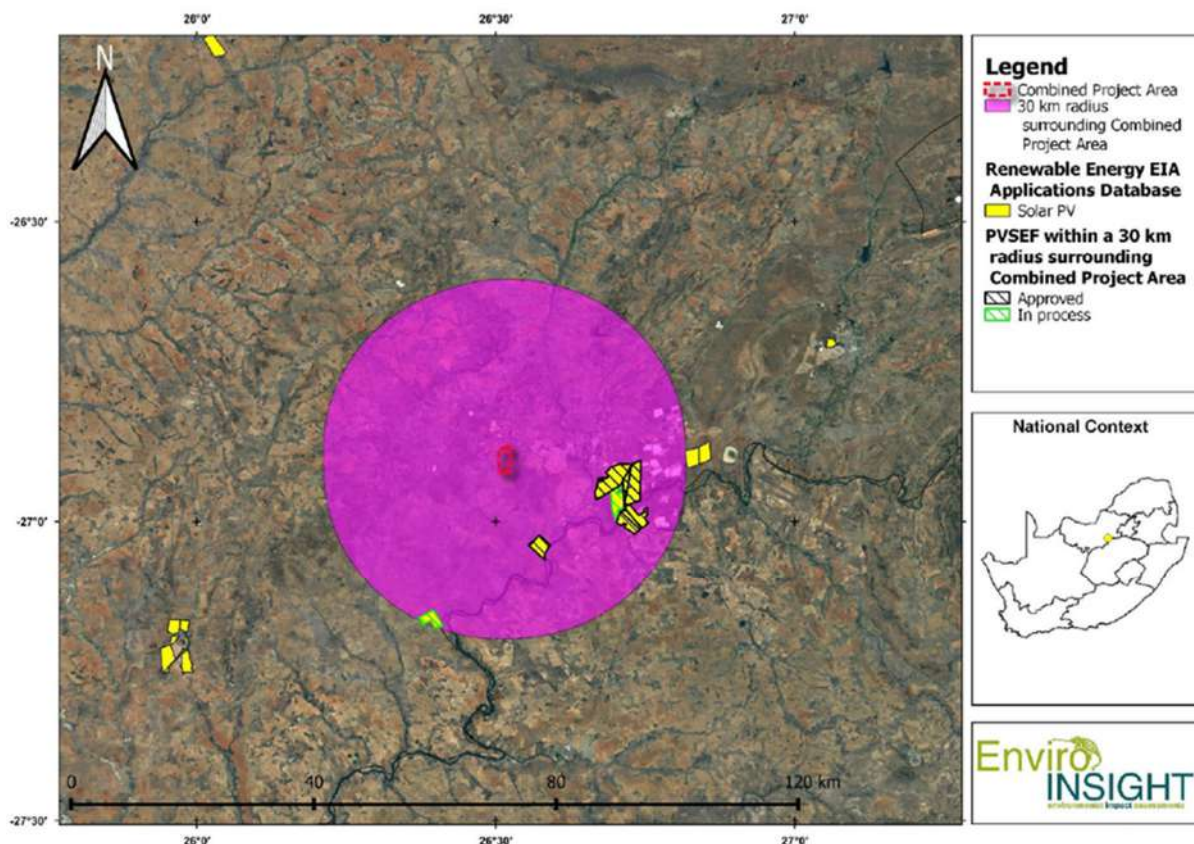 26°0'
26°30'
27°0'
N
-26°30'
-27°0'
-27°30'
0
40
80
120 km
26°0'
26°30'
27°0'
Legend
Combined Project Area
30 km radius
surrounding Combined
Project Area
Renewable Energy EIA
Applications Database
Solar PV
PVSEF within a 30 km
radius surrounding
Combined Project Area
Approved
In process
National Context
Enviro
INSIGHT
environmental impact assessments